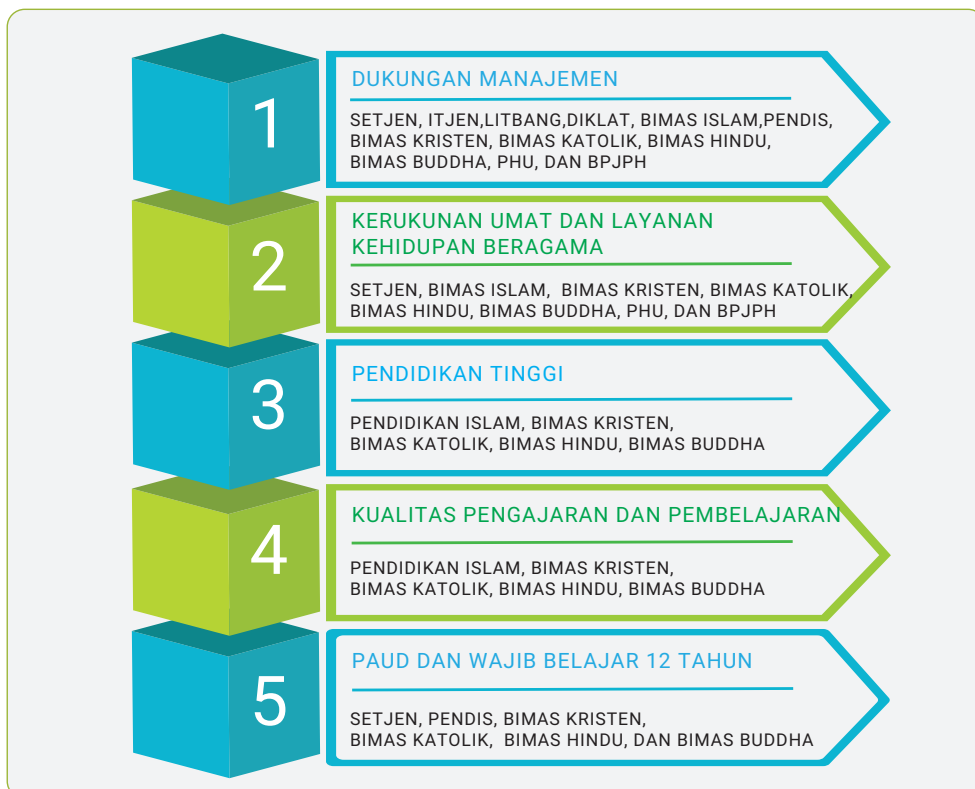 1
DUKUNGAN MANAJEMEN
SETJEN, ITJEN,LITBANG,DIKLAT, BIMAS ISLAM,PENDIS,
BIMAS KRISTEN, BIMAS KATOLIK, BIMAS HINDU,
BIMAS BUDDHA, PHU, DAN BPJPH
2
KERUKUNAN UMAT DAN LAYANAN
KEHIDUPAN BERAGAMA
SETJEN, BIMAS ISLAM, BIMAS KRISTEN, BIMAS KATOLIK,
BIMAS HINDU, BIMAS BUDDHA, PHU, DAN BPJPH
3
PENDIDIKAN TINGGI
PENDIDIKAN ISLAM, BIMAS KRISTEN,
BIMAS KATOLIK, BIMAS HINDU, BIMAS BUDDHA
4
KUALITAS PENGAJARAN DAN PEMBELAJARAN
PENDIDIKAN ISLAM, BIMAS KRISTEN,
BIMAS KATOLIK, BIMAS HINDU, BIMAS BUDDHA
5
PAUD DAN WAJIB BELAJAR 12 TAHUN
SETJEN, PENDIS, BIMAS KRISTEN,
BIMAS KATOLIK, BIMAS HINDU, DAN BIMAS BUDDHA